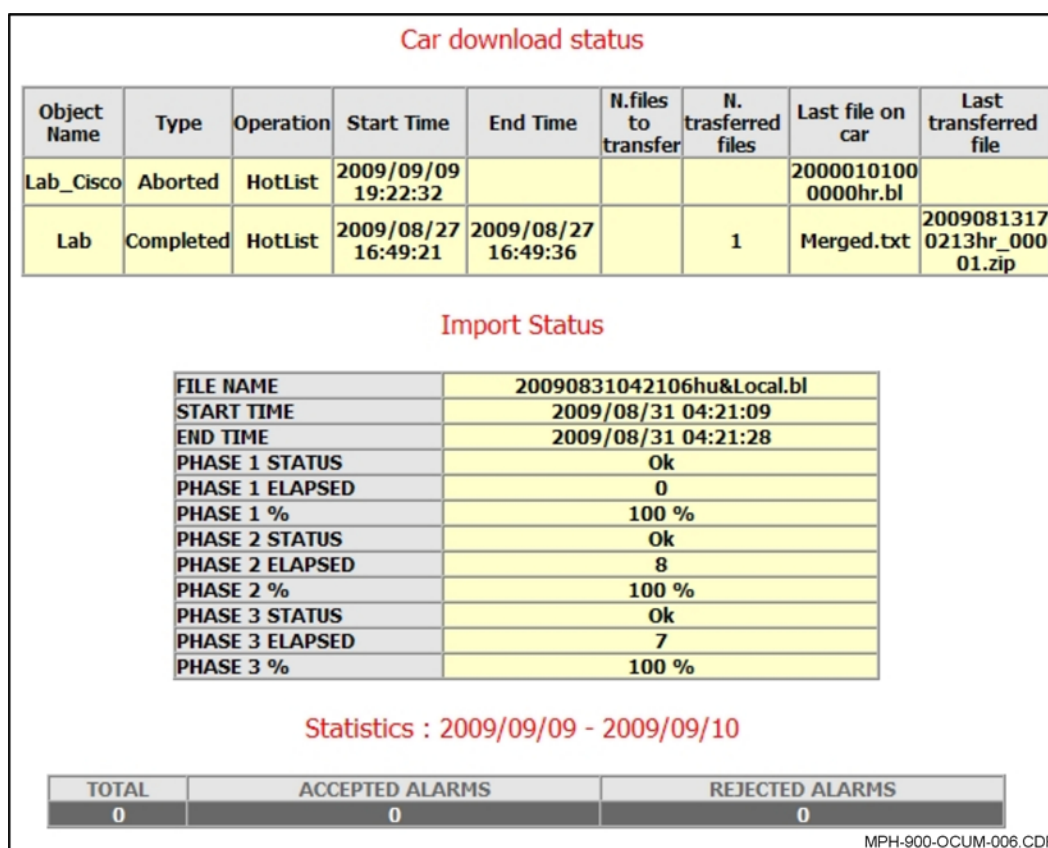 Car download status
Object Name Type Operation Start Time End Time N.files to transfer N. trasferred files Last file on car Last transferred file
Lab_Cisco Aborted HotList 2009/09/09 19:22:32 2000010100 0000hr.bl
Lab Completed HotList 2009/08/27 16:49:21 2009/08/27 16:49:36 1 Merged.txt 2009081317 0213hr_000 01.zip
Import Status
FILE NAME 20090831042106hu&Local.bl
START TIME 2009/08/31 04:21:09
END TIME 2009/08/31 04:21:28
PHASE 1 STATUS Ok
PHASE 1 ELAPSED 0
PHASE 1 % 100 %
PHASE 2 STATUS Ok
PHASE 2 ELAPSED 8
PHASE 2 % 100 %
PHASE 3 STATUS Ok
PHASE 3 ELAPSED 7
PHASE 3 % 100 %
Statistics : 2009/09/09 - 2009/09/10
TOTAL ACCEPTED ALARMS REJECTED ALARMS
0 0 0
MPH-900-OCUM-006.CDR